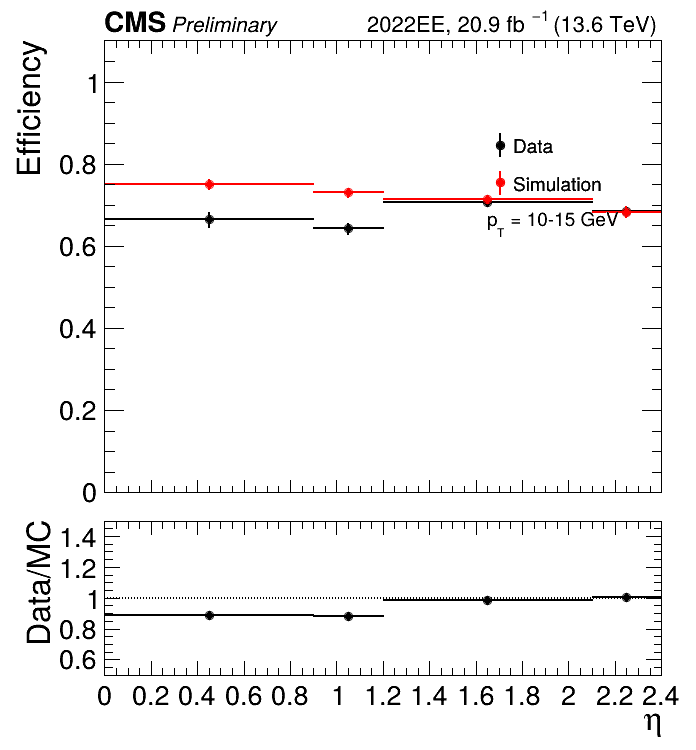 CMS Preliminary 2022EE, 20.9 fb⁻¹ (13.6 TeV)
Efficiency
1
0.8
0.6
0.4
0.2
0
Data
Simulation
p_T = 10-15 GeV
Data/MC
1.4
1.2
1
0.8
0.6
0 0.2 0.4 0.6 0.8 1 1.2 1.4 1.6 1.8 2 2.2 2.4
η